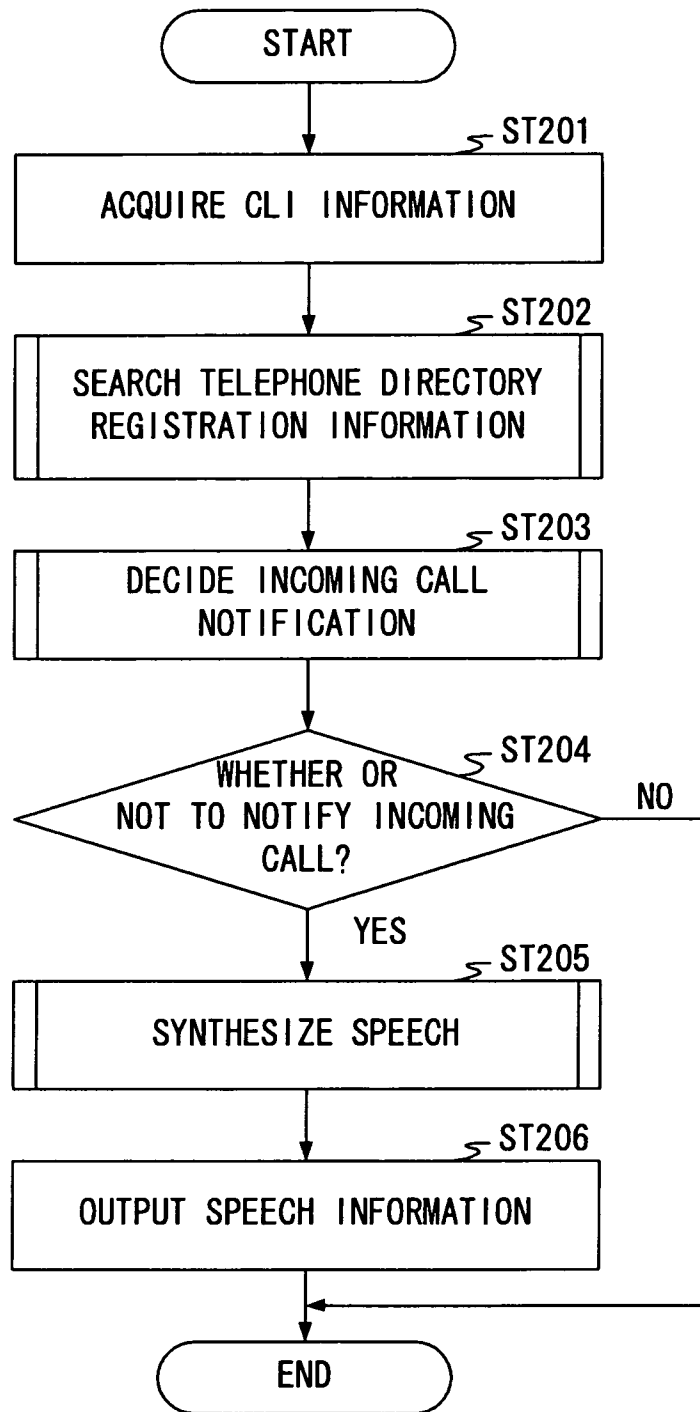 START
ST201
ACQUIRE CLI INFORMATION
ST202
SEARCH TELEPHONE DIRECTORY
REGISTRATION INFORMATION
ST203
DECIDE INCOMING CALL
NOTIFICATION
ST204
WHETHER OR
NOT TO NOTIFY INCOMING
CALL?
NO
YES
ST205
SYNTHESIZE SPEECH
ST206
OUTPUT SPEECH INFORMATION
END